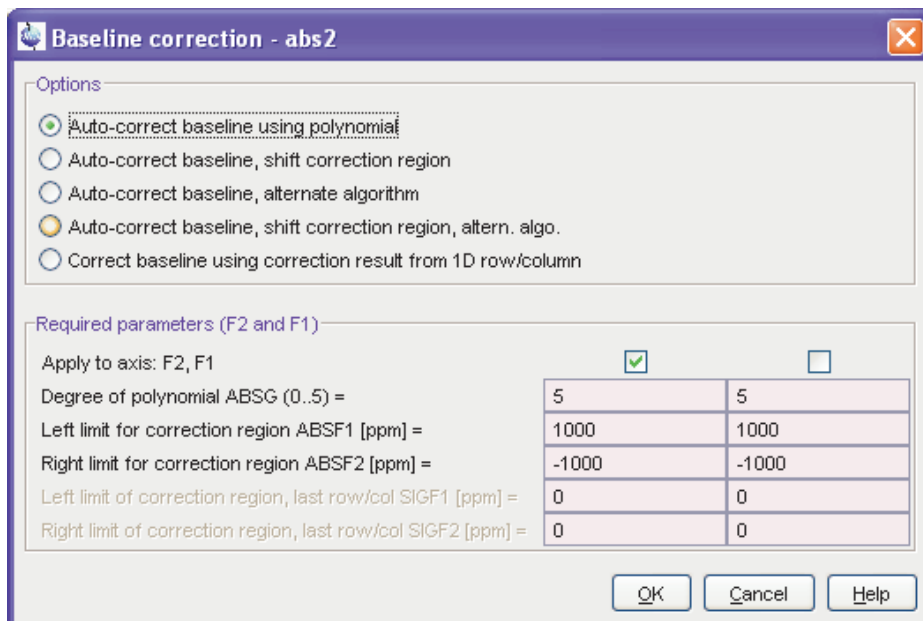 Baseline correction - abs2
Options
Auto-correct baseline using polynomial
Auto-correct baseline, shift correction region
Auto-correct baseline, alternate algorithm
Auto-correct baseline, shift correction region, altern. algo.
Correct baseline using correction result from 1D row/column
Required parameters (F2 and F1)
Apply to axis: F2, F1
Degree of polynomial ABSG (0..5) = 5 5
Left limit for correction region ABSF1 [ppm] = 1000 1000
Right limit for correction region ABSF2 [ppm] = -1000 -1000
Left limit of correction region, last row/col SIGF1 [ppm] = 0 0
Right limit of correction region, last row/col SIGF2 [ppm] = 0 0
OK Cancel Help